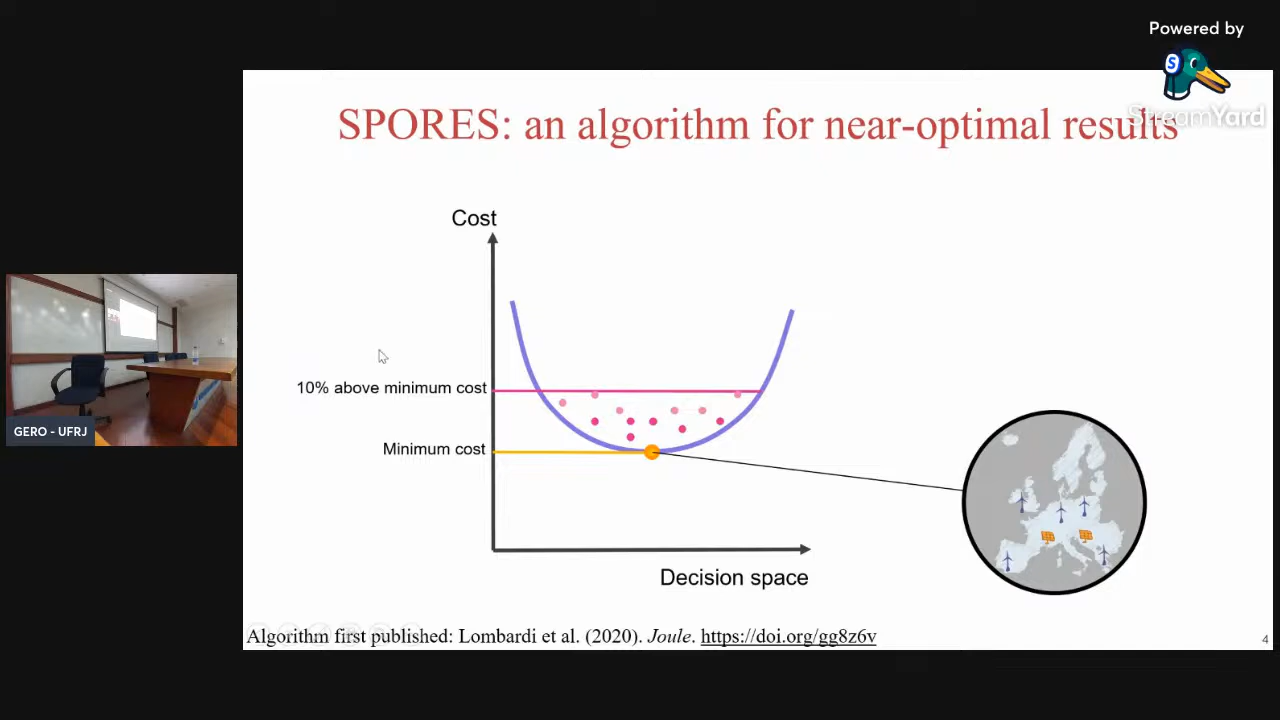 Powered by
S
StreamYard
SPORES: an algorithm for near-optimal results
Cost
10% above minimum cost
Minimum cost
Decision space
GERO - UFRJ
Algorithm first published: Lombardi et al. (2020). Joule. https://doi.org/gg8z6v
4